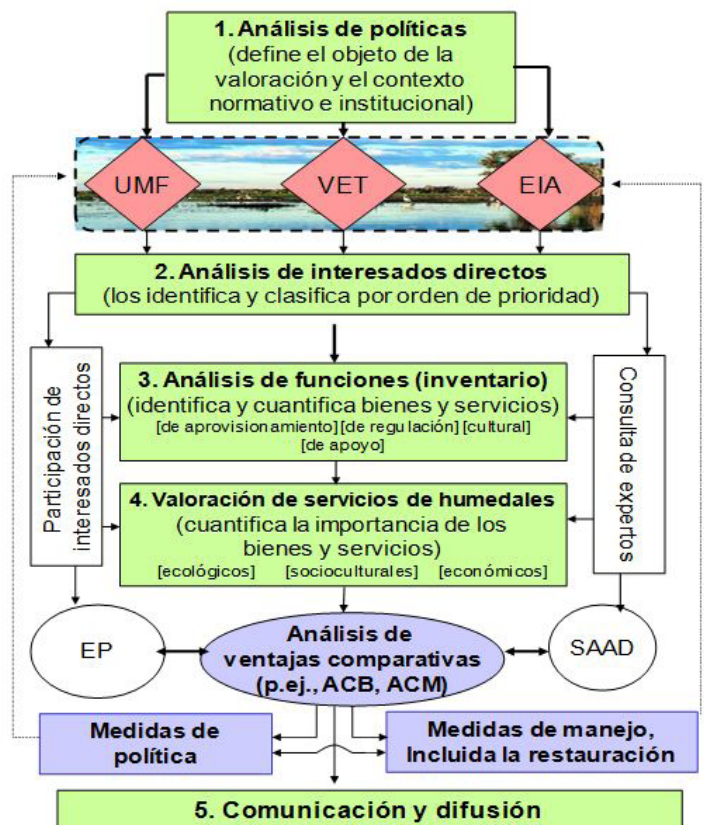 1. Análisis de políticas
(define el objeto de la
valoración y el contexto
normativo e institucional)
UMF
VET
EIA
2. Análisis de interesados directos
(los identifica y clasifica por orden de prioridad)
Participación de
interesados directos
3. Análisis de funciones (inventario)
(identifica y cuantifica bienes y servicios)
[de aprovisionamiento] [de regulación] [cultural]
[de apoyo]
Consulta de expertos
4. Valoración de servicios de humedales
(cuantifica la importancia de los
bienes y servicios)
[ecológicos] [socioculturales] [económicos]
EP
Análisis de
ventajas comparativas
(p.ej., ACB, ACM)
SAAD
Medidas de
política
Medidas de manejo,
Incluida la restauración
5. Comunicación y difusión